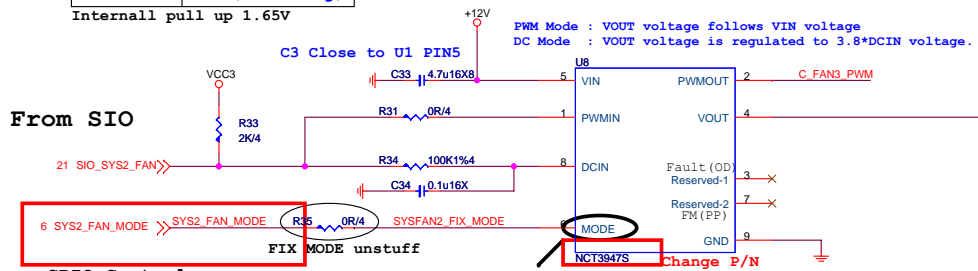 Internall pull up 1.65V
+12V
PWM Mode : VOUT voltage follows VIN voltage
DC Mode : VOUT voltage is regulated to 3.8*DCIN voltage.
C3 Close to U1 PIN5
U8
VCC3
C33 4.7u16X8
5 VIN
PWMOUT 2
C_FAN3_PWM
From SIO
R33
2K/4
R31 0R/4
1 PWMIN
VOUT 4
21 SIO_SYS2_FAN
R34 100K1%4
8 DCIN
Fault(OD)
Reserved-1 3
C34 0.1u16X
Reserved-2 7
FM(PP)
6 SYS2_FAN_MODE
SYS2_FAN_MODE
R35 0R/4
SYSFAN2_FIX_MODE
MODE
GND 9
FIX MODE unstuff
NCT3947S
Change P/N